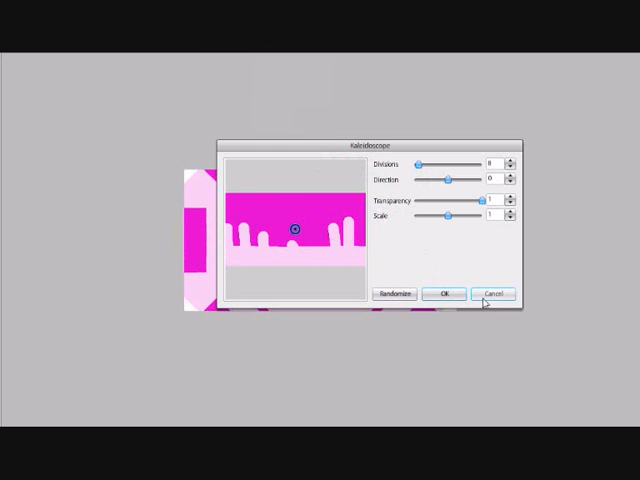 Kaleidoscope
Divisions 8
Direction 0
Transparency 1
Scale 1
Randomize OK Cancel